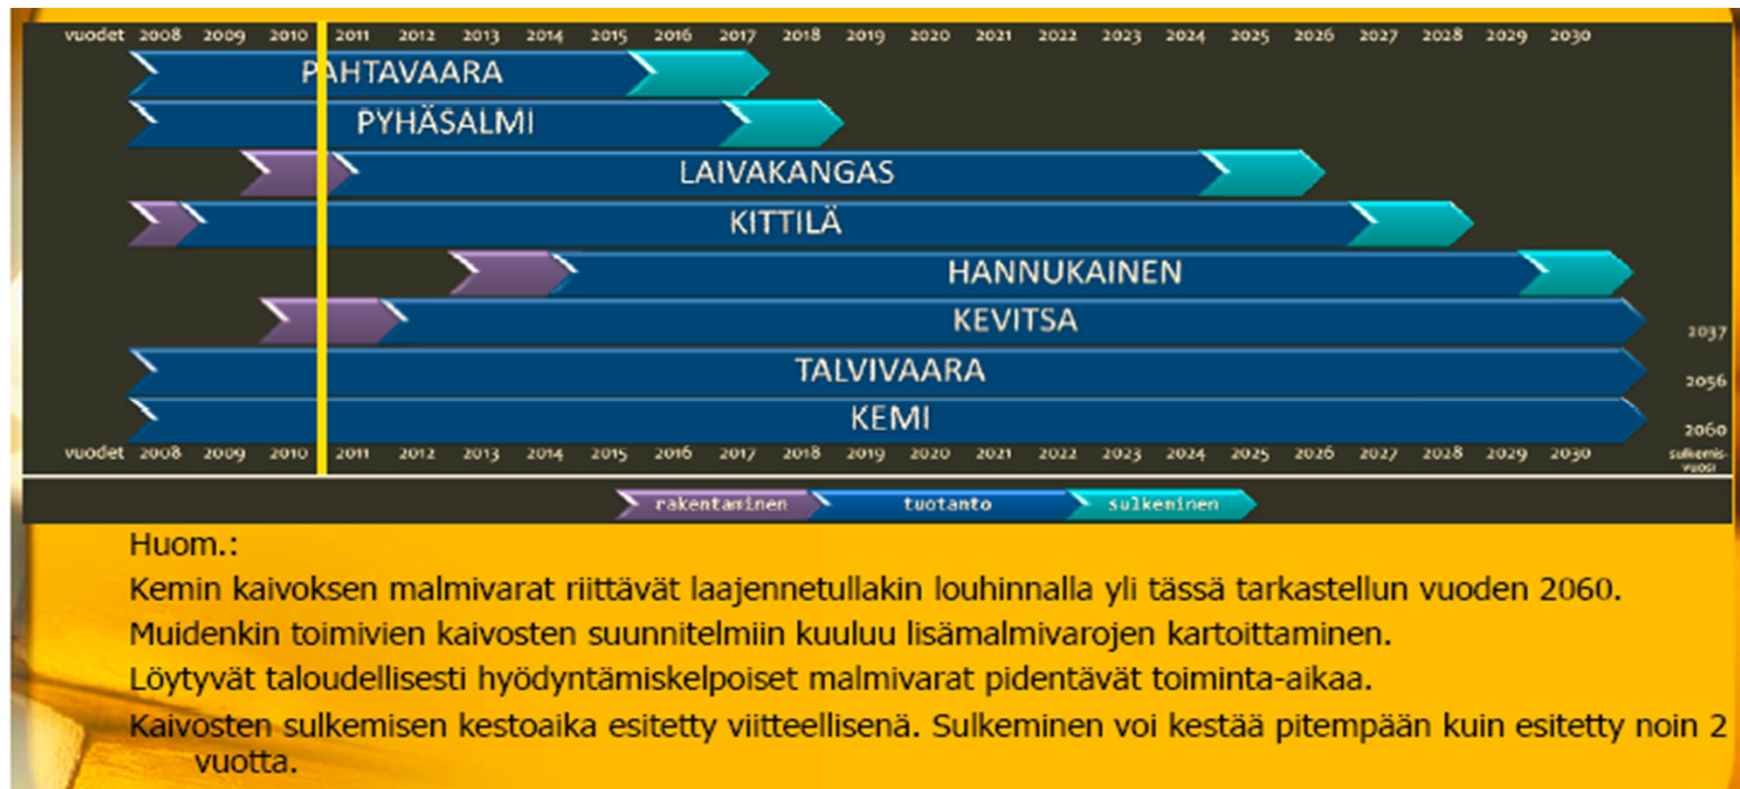 vuodet 2008 2009 2010 2011 2012 2013 2014 2015 2016 2017 2018 2019 2020 2021 2022 2023 2024 2025 2026 2027 2028 2029 2030
PAHTAVAARA
PYHÄSALMI
LAIVAKANGAS
KITTILÄ
HANNUKAINEN
KEVITSA
2037
TALVIVAARA
2056
KEMI
2060
vuodet 2008 2009 2010 2011 2012 2013 2014 2015 2016 2017 2018 2019 2020 2021 2022 2023 2024 2025 2026 2027 2028 2029 2030
sulkemis-
vuosi
rakentaminen tuotanto sulkeminen
Huom.:
Kemin kaivoksen malmivarat riittävät laajennetullakin louhinnalla yli tässä tarkastellun vuoden 2060.
Muidenkin toimivien kaivosten suunnitelmiin kuuluu lisämalmivarojen kartoittaminen.
Löytyvät taloudellisesti hyödyntämiskelpoiset malmivarat pidentävät toiminta-aikaa.
Kaivosten sulkemisen kestoaika esitetty viitteellisenä. Sulkeminen voi kestää pitempään kuin esitetty noin 2
vuotta.